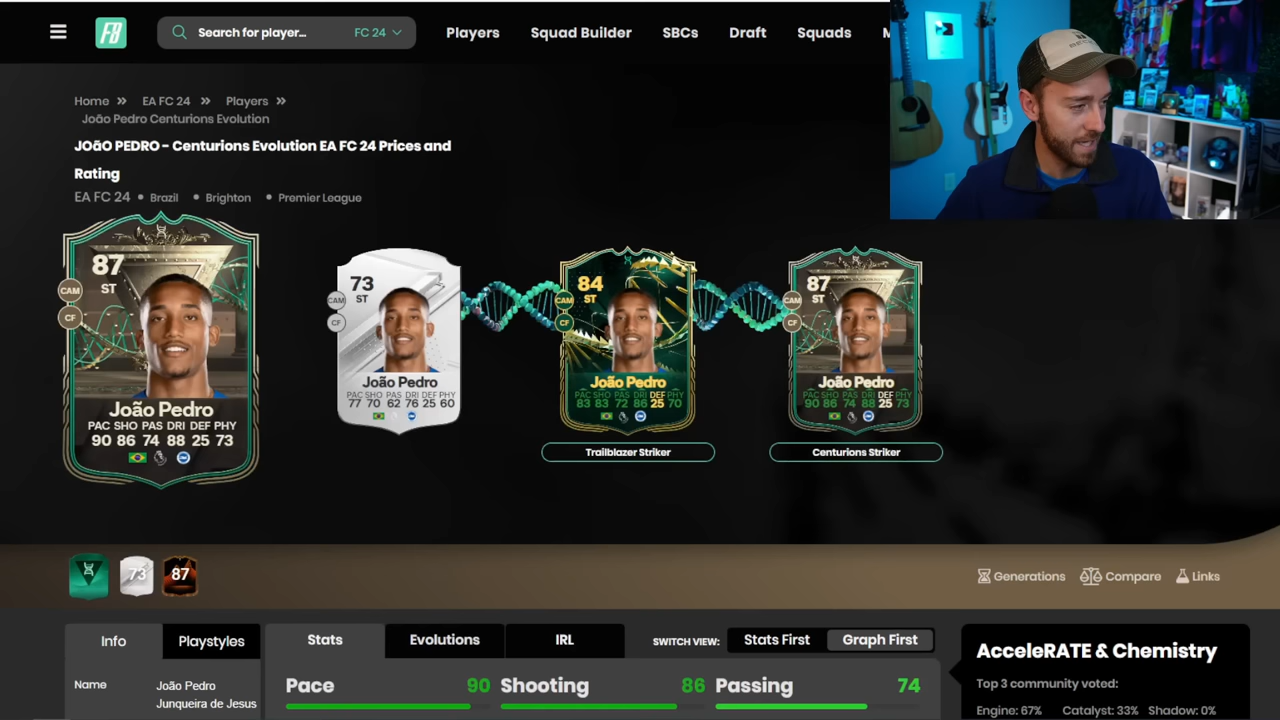 FB
Search for player...
FC 24
Players
Squad Builder
SBCs
Draft
Squads
M
Home » EA FC 24 » Players »
João Pedro Centurions Evolution
JOãO PEDRO - Centurions Evolution EA FC 24 Prices and
Rating
EA FC 24 • Brazil • Brighton • Premier League
87
ST
CAM
CF
João Pedro
PAC SHO PAS DRI DEF PHY
90 86 74 88 25 73
73
ST
CAM
CF
João Pedro
PAC SHO PAS DRI DEF PHY
77 70 62 76 25 60
84
ST
CAM
CF
João Pedro
PAC SHO PAS DRI DEF PHY
83 83 72 86 25 70
Trailblazer Striker
87
ST
CAM
CF
João Pedro
PAC SHO PAS DRI DEF PHY
90 86 74 88 25 73
Centurions Striker
73
87
Generations
Compare
Links
Info
Playstyles
Stats
Evolutions
IRL
SWITCH VIEW:
Stats First
Graph First
Name
João Pedro
Junqueira de Jesus
Pace 90
Shooting 86
Passing 74
AcceleRATE & Chemistry
Top 3 community voted:
Engine: 67% Catalyst: 33% Shadow: 0%